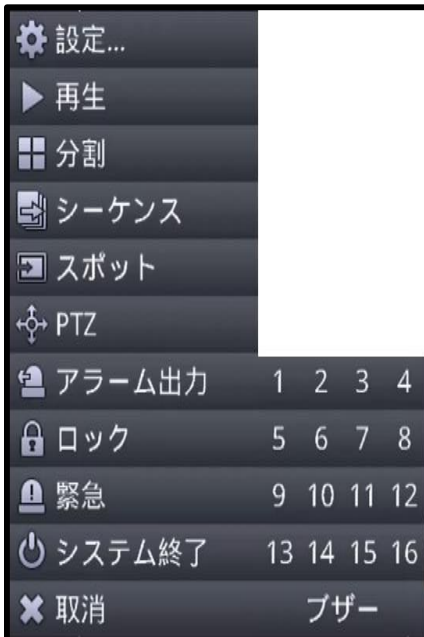 設定...
再生
分割
シーケンス
スポット
PTZ
アラーム出力 1 2 3 4
ロック 5 6 7 8
緊急 9 10 11 12
システム終了 13 14 15 16
取消 ブザー